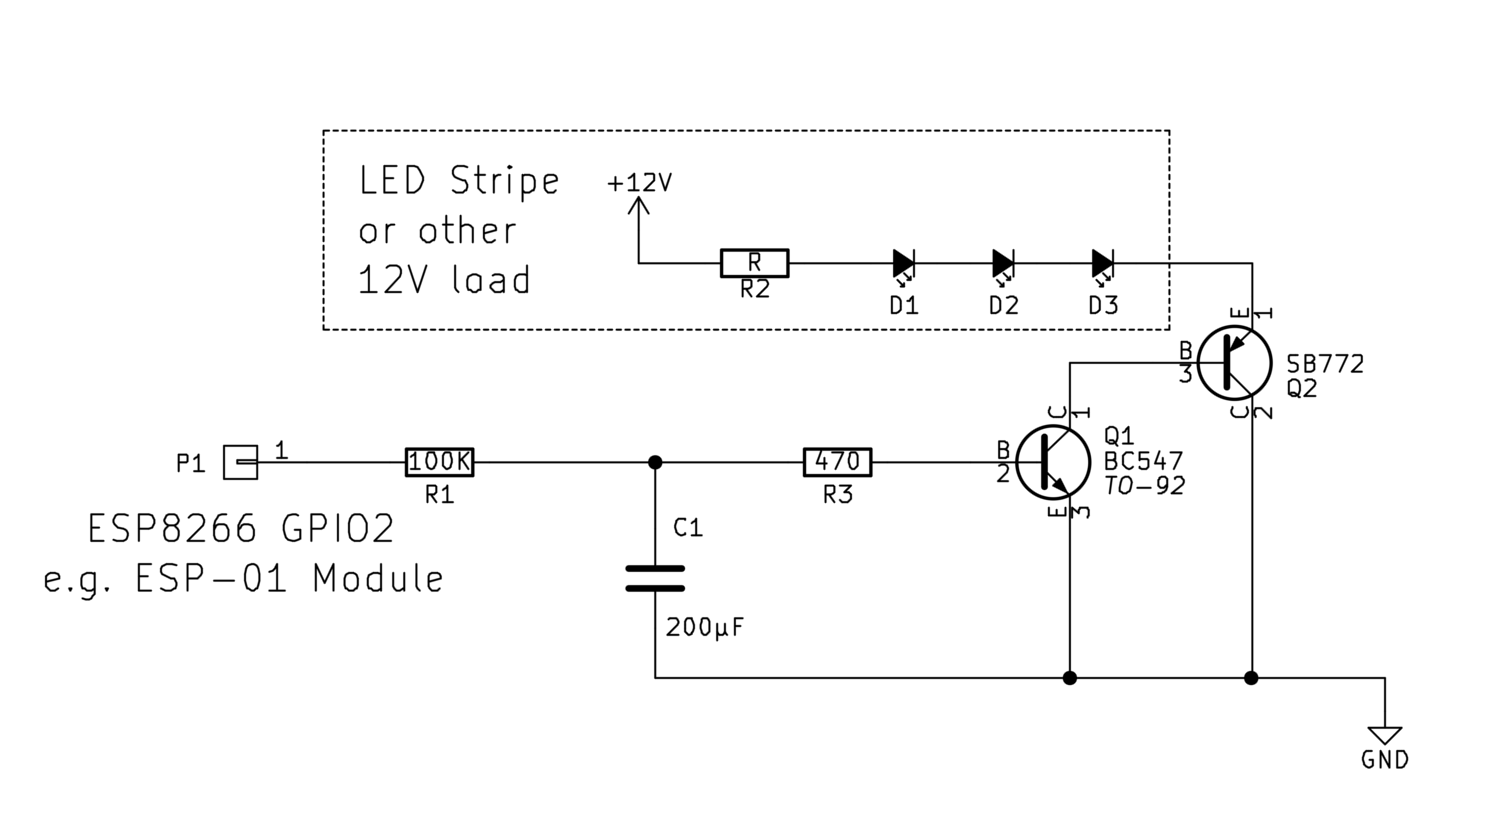 LED Stripe
or other
12V load
+12V
R
R2
D1
D2
D3
E
1
B
3
SB772
Q2
C
2
C
1
Q1
BC547
TO-92
B
2
E
3
P1
1
100K
R1
470
R3
ESP8266 GPIO2
e.g. ESP-01 Module
C1
200µF
GND